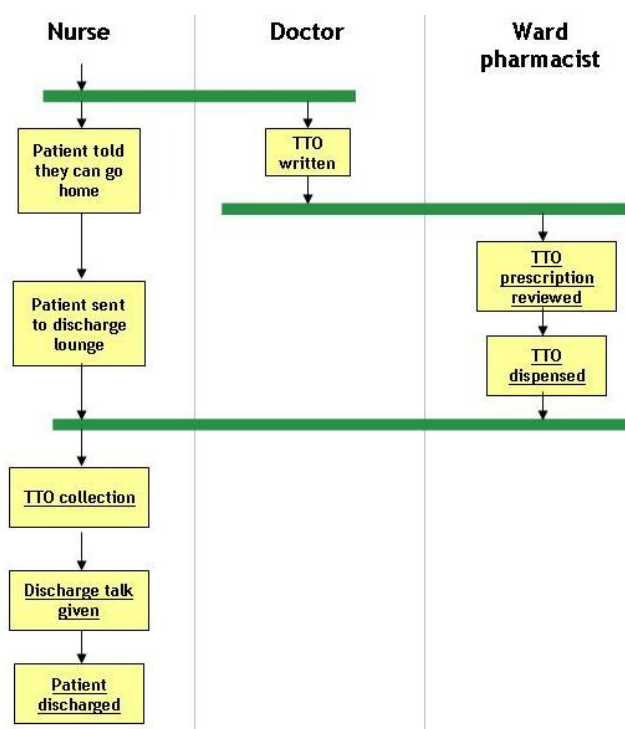 Nurse
Doctor
Ward
pharmacist
Patient told
they can go
home
TTO
written
TTO
prescription
reviewed
Patient sent
to discharge
lounge
TTO
dispensed
TTO collection
Discharge talk
given
Patient
discharged